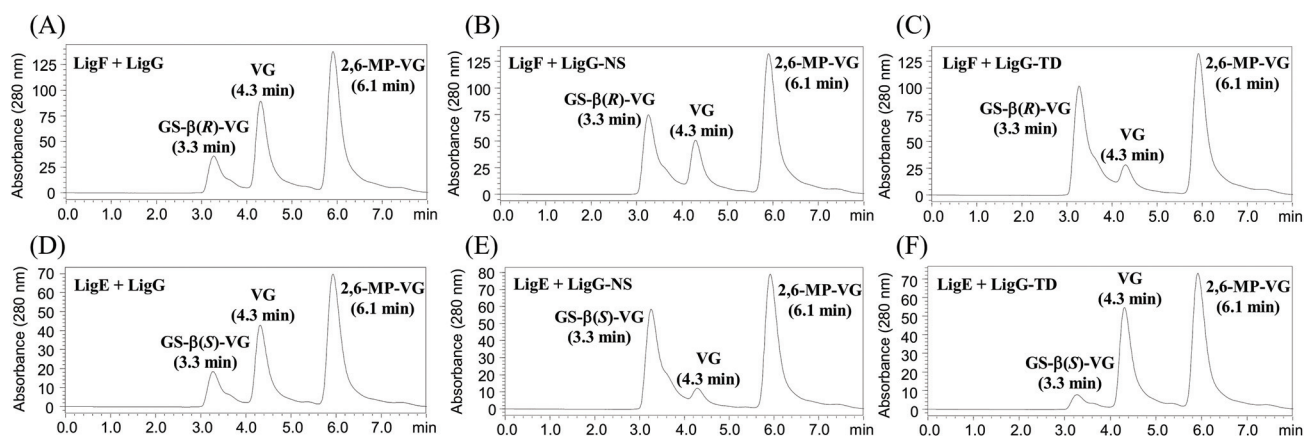 (A)
Absorbance (280 nm)
125
100
75
50
25
0
LigF + LigG
GS-β(R)-VG
(3.3 min)
VG
(4.3 min)
2,6-MP-VG
(6.1 min)
0.0 1.0 2.0 3.0 4.0 5.0 6.0 7.0 min
(B)
Absorbance (280 nm)
125
100
75
50
25
0
LigF + LigG-NS
GS-β(R)-VG
(3.3 min)
VG
(4.3 min)
2,6-MP-VG
(6.1 min)
0.0 1.0 2.0 3.0 4.0 5.0 6.0 7.0 min
(C)
Absorbance (280 nm)
125
100
75
50
25
0
LigF + LigG-TD
GS-β(R)-VG
(3.3 min)
VG
(4.3 min)
2,6-MP-VG
(6.1 min)
0.0 1.0 2.0 3.0 4.0 5.0 6.0 7.0 min
(D)
Absorbance (280 nm)
70
60
50
40
30
20
10
0
LigE + LigG
GS-β(S)-VG
(3.3 min)
VG
(4.3 min)
2,6-MP-VG
(6.1 min)
0.0 1.0 2.0 3.0 4.0 5.0 6.0 7.0 min
(E)
Absorbance (280 nm)
80
70
60
50
40
30
20
10
0
LigE + LigG-NS
GS-β(S)-VG
(3.3 min)
VG
(4.3 min)
2,6-MP-VG
(6.1 min)
0.0 1.0 2.0 3.0 4.0 5.0 6.0 7.0 min
(F)
Absorbance (280 nm)
70
60
50
40
30
20
10
0
LigE + LigG-TD
GS-β(S)-VG
(3.3 min)
VG
(4.3 min)
2,6-MP-VG
(6.1 min)
0.0 1.0 2.0 3.0 4.0 5.0 6.0 7.0 min